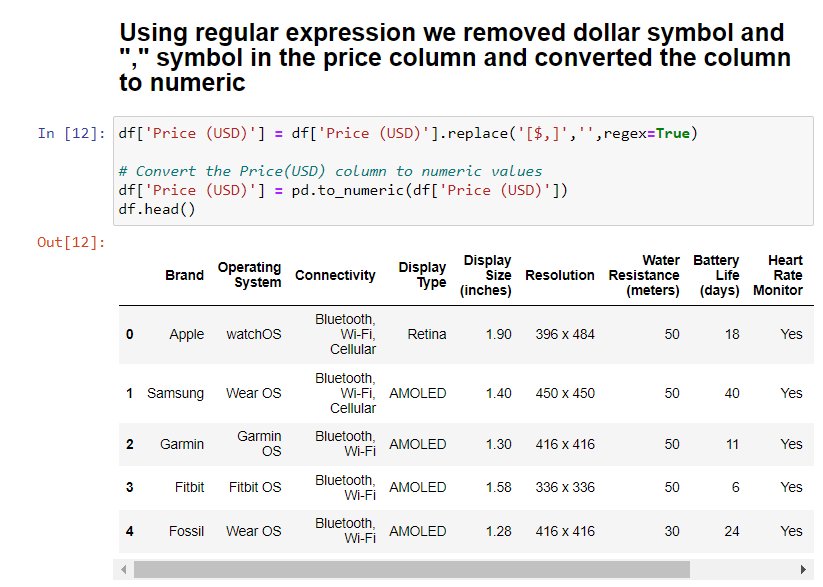 Using regular expression we removed dollar symbol and
"," symbol in the price column and converted the column
to numeric
In [12]: df['Price (USD)'] = df['Price (USD)'].replace('[$,]','',regex=True)
# Convert the Price(USD) column to numeric values
df['Price (USD)'] = pd.to_numeric(df['Price (USD)'])
df.head()
Out[12]:
Brand Operating System Connectivity Display Type Display Size (inches) Resolution Water Resistance (meters) Battery Life (days) Heart Rate Monitor
0 Apple watchOS Bluetooth, Wi-Fi, Cellular Retina 1.90 396 x 484 50 18 Yes
1 Samsung Wear OS Bluetooth, Wi-Fi, Cellular AMOLED 1.40 450 x 450 50 40 Yes
2 Garmin Garmin OS Bluetooth, Wi-Fi AMOLED 1.30 416 x 416 50 11 Yes
3 Fitbit Fitbit OS Bluetooth, Wi-Fi AMOLED 1.58 336 x 336 50 6 Yes
4 Fossil Wear OS Bluetooth, Wi-Fi AMOLED 1.28 416 x 416 30 24 Yes